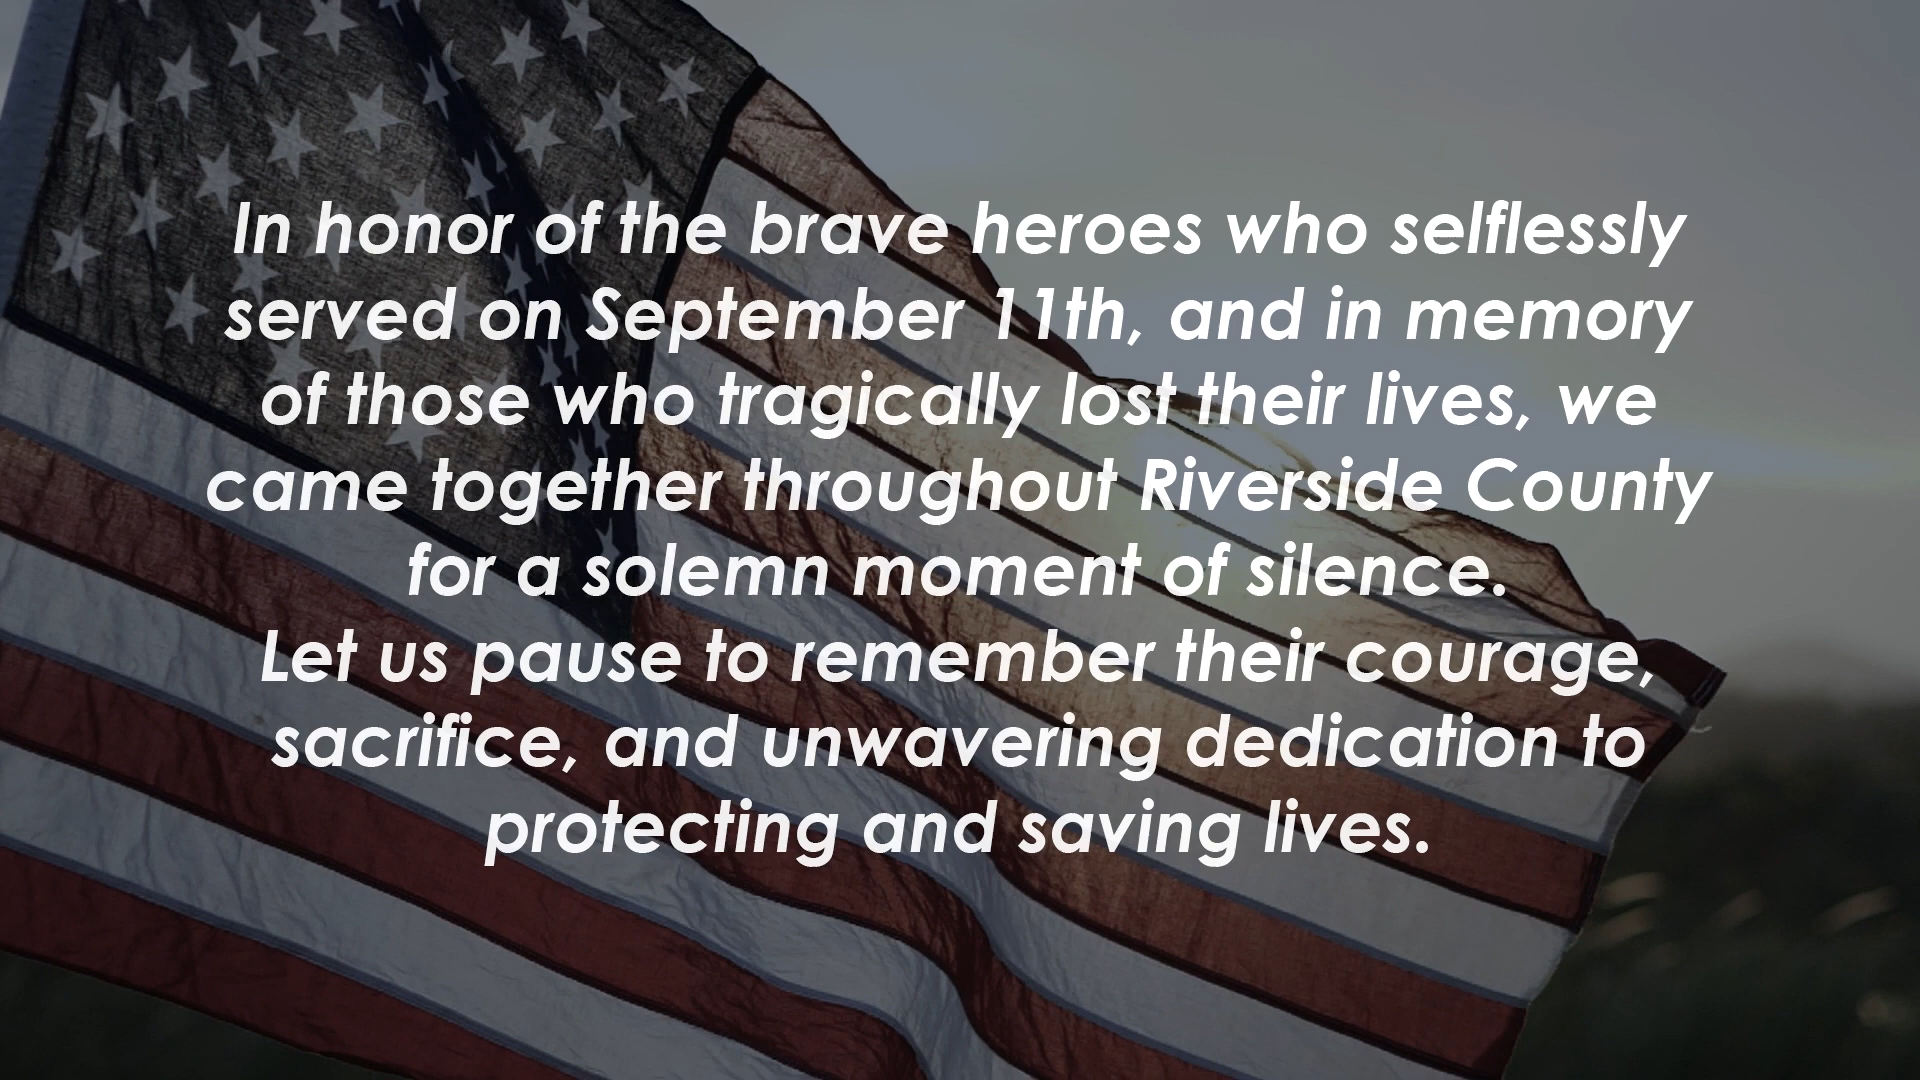 In honor of the brave heroes who selflessly
served on September 11th, and in memory
of those who tragically lost their lives, we
came together throughout Riverside County
for a solemn moment of silence.
Let us pause to remember their courage,
sacrifice, and unwavering dedication to
protecting and saving lives.